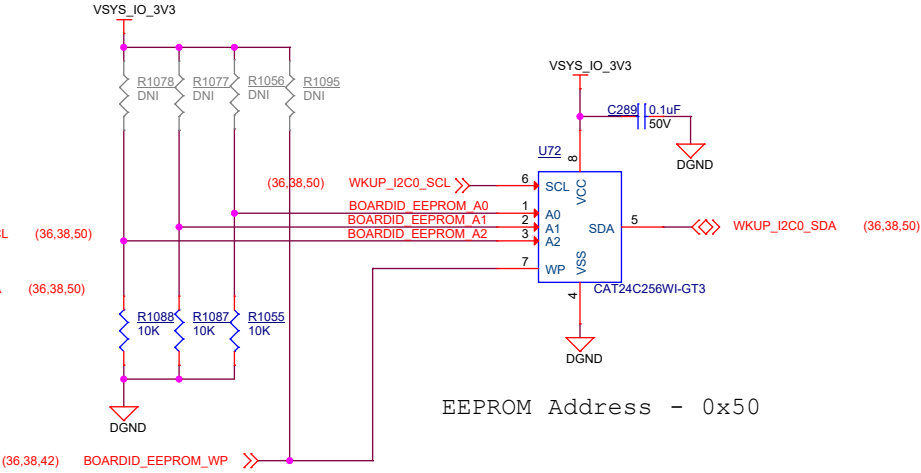 VSYS_IO_3V3
R1078 R1077 R1056 R1095
DNI DNI DNI DNI
VSYS_IO_3V3
C289 0.1uF
50V
DGND
U72
8
(36,38,50) WKUP_I2C0_SCL 6 SCL VCC
BOARDID_EEPROM_A0 1 A0
BOARDID_EEPROM_A1 2 A1
BOARDID_EEPROM_A2 3 A2
SDA 5 WKUP_I2C0_SDA (36,38,50)
CL (36,38,50)
7 WP VSS
A (36,38,50)
4 CAT24C256WI-GT3
R1088 R1087 R1055
10K 10K 10K
DGND
EEPROM Address - 0x50
DGND
(36,38,42) BOARDID_EEPROM_WP